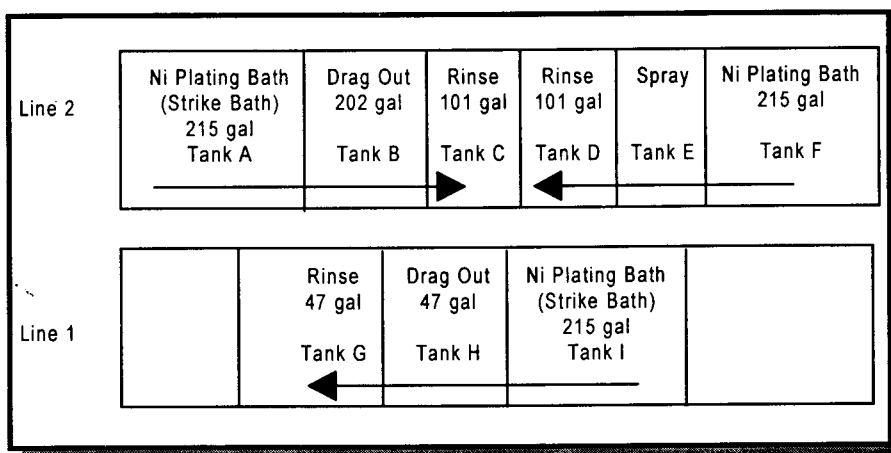 Line 2
Ni Plating Bath
(Strike Bath)
215 gal
Tank A
Drag Out
202 gal
Tank B
Rinse
101 gal
Tank C
Rinse
101 gal
Tank D
Spray
Tank E
Ni Plating Bath
215 gal
Tank F
Line 1
Rinse
47 gal
Tank G
Drag Out
47 gal
Tank H
Ni Plating Bath
(Strike Bath)
215 gal
Tank I